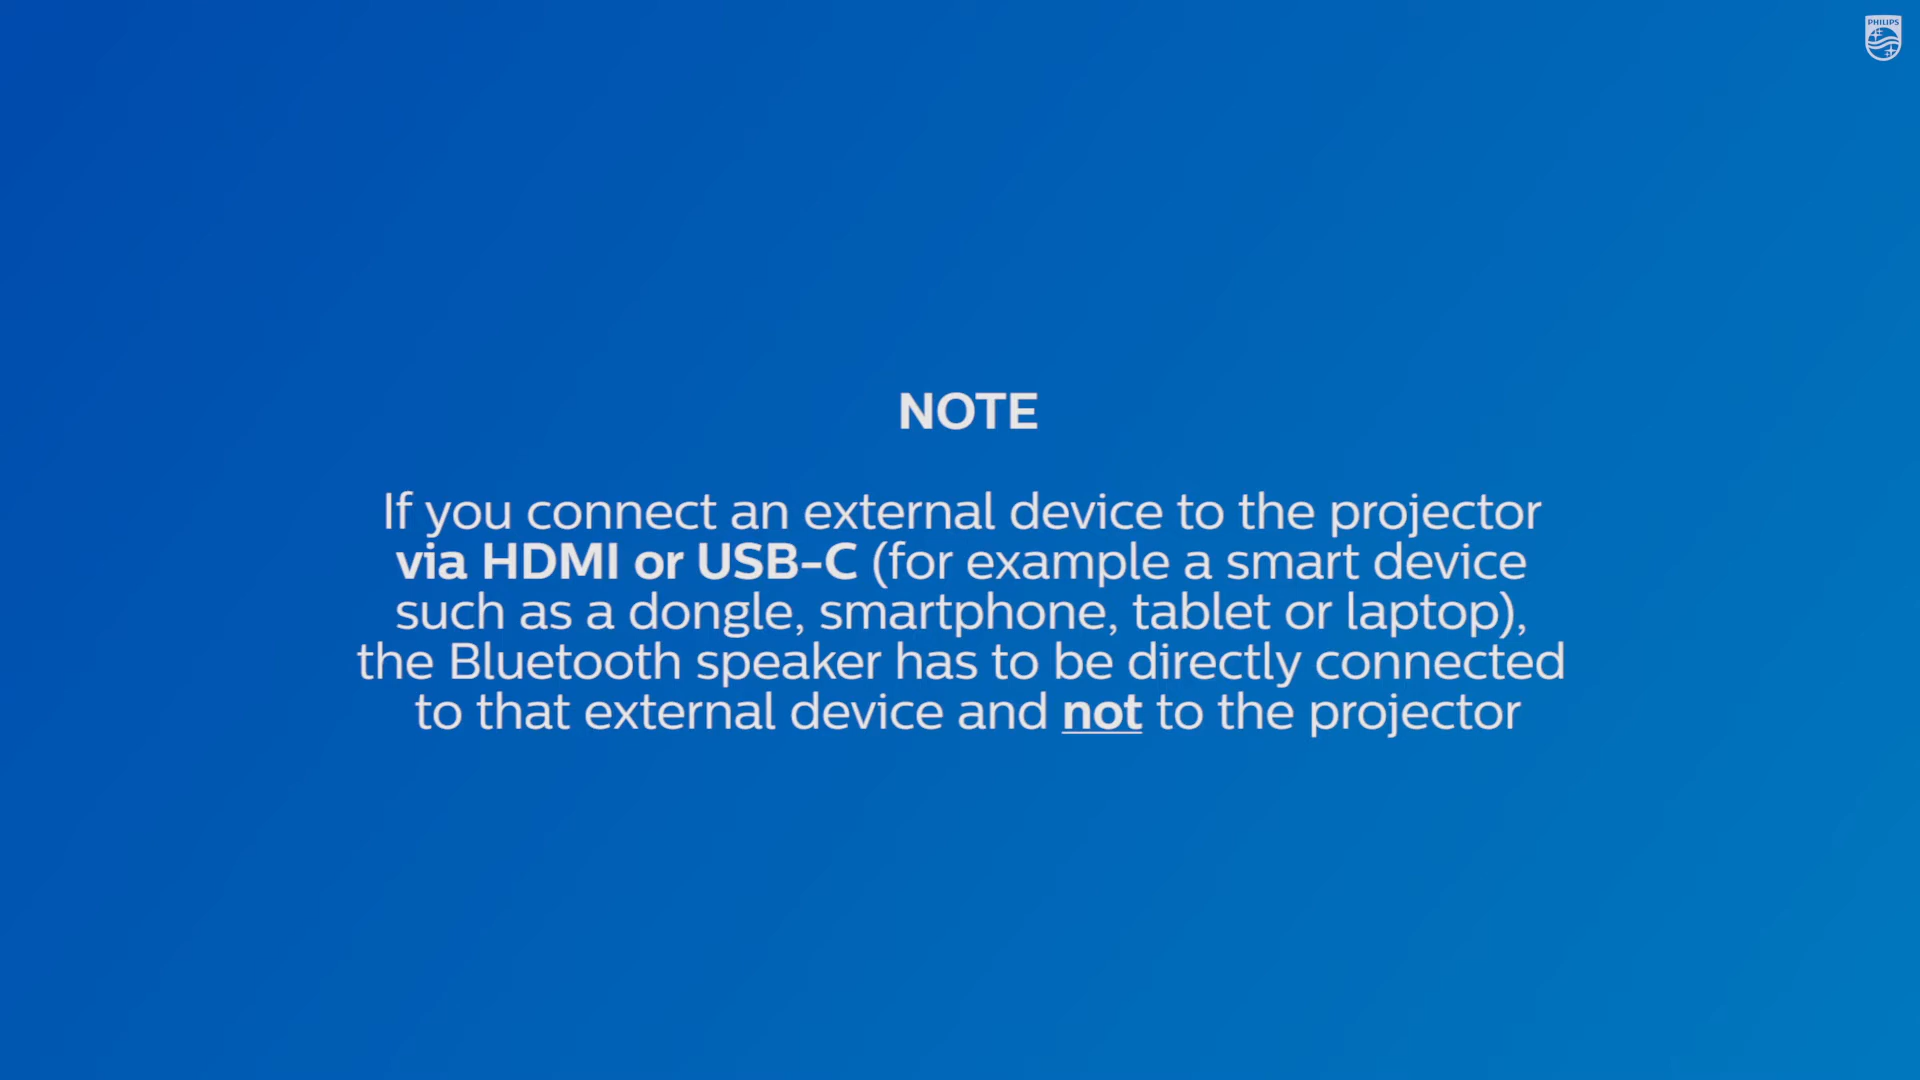 PHILIPS
NOTE
If you connect an external device to the projector
via HDMI or USB-C (for example a smart device
such as a dongle, smartphone, tablet or laptop),
the Bluetooth speaker has to be directly connected
to that external device and not to the projector